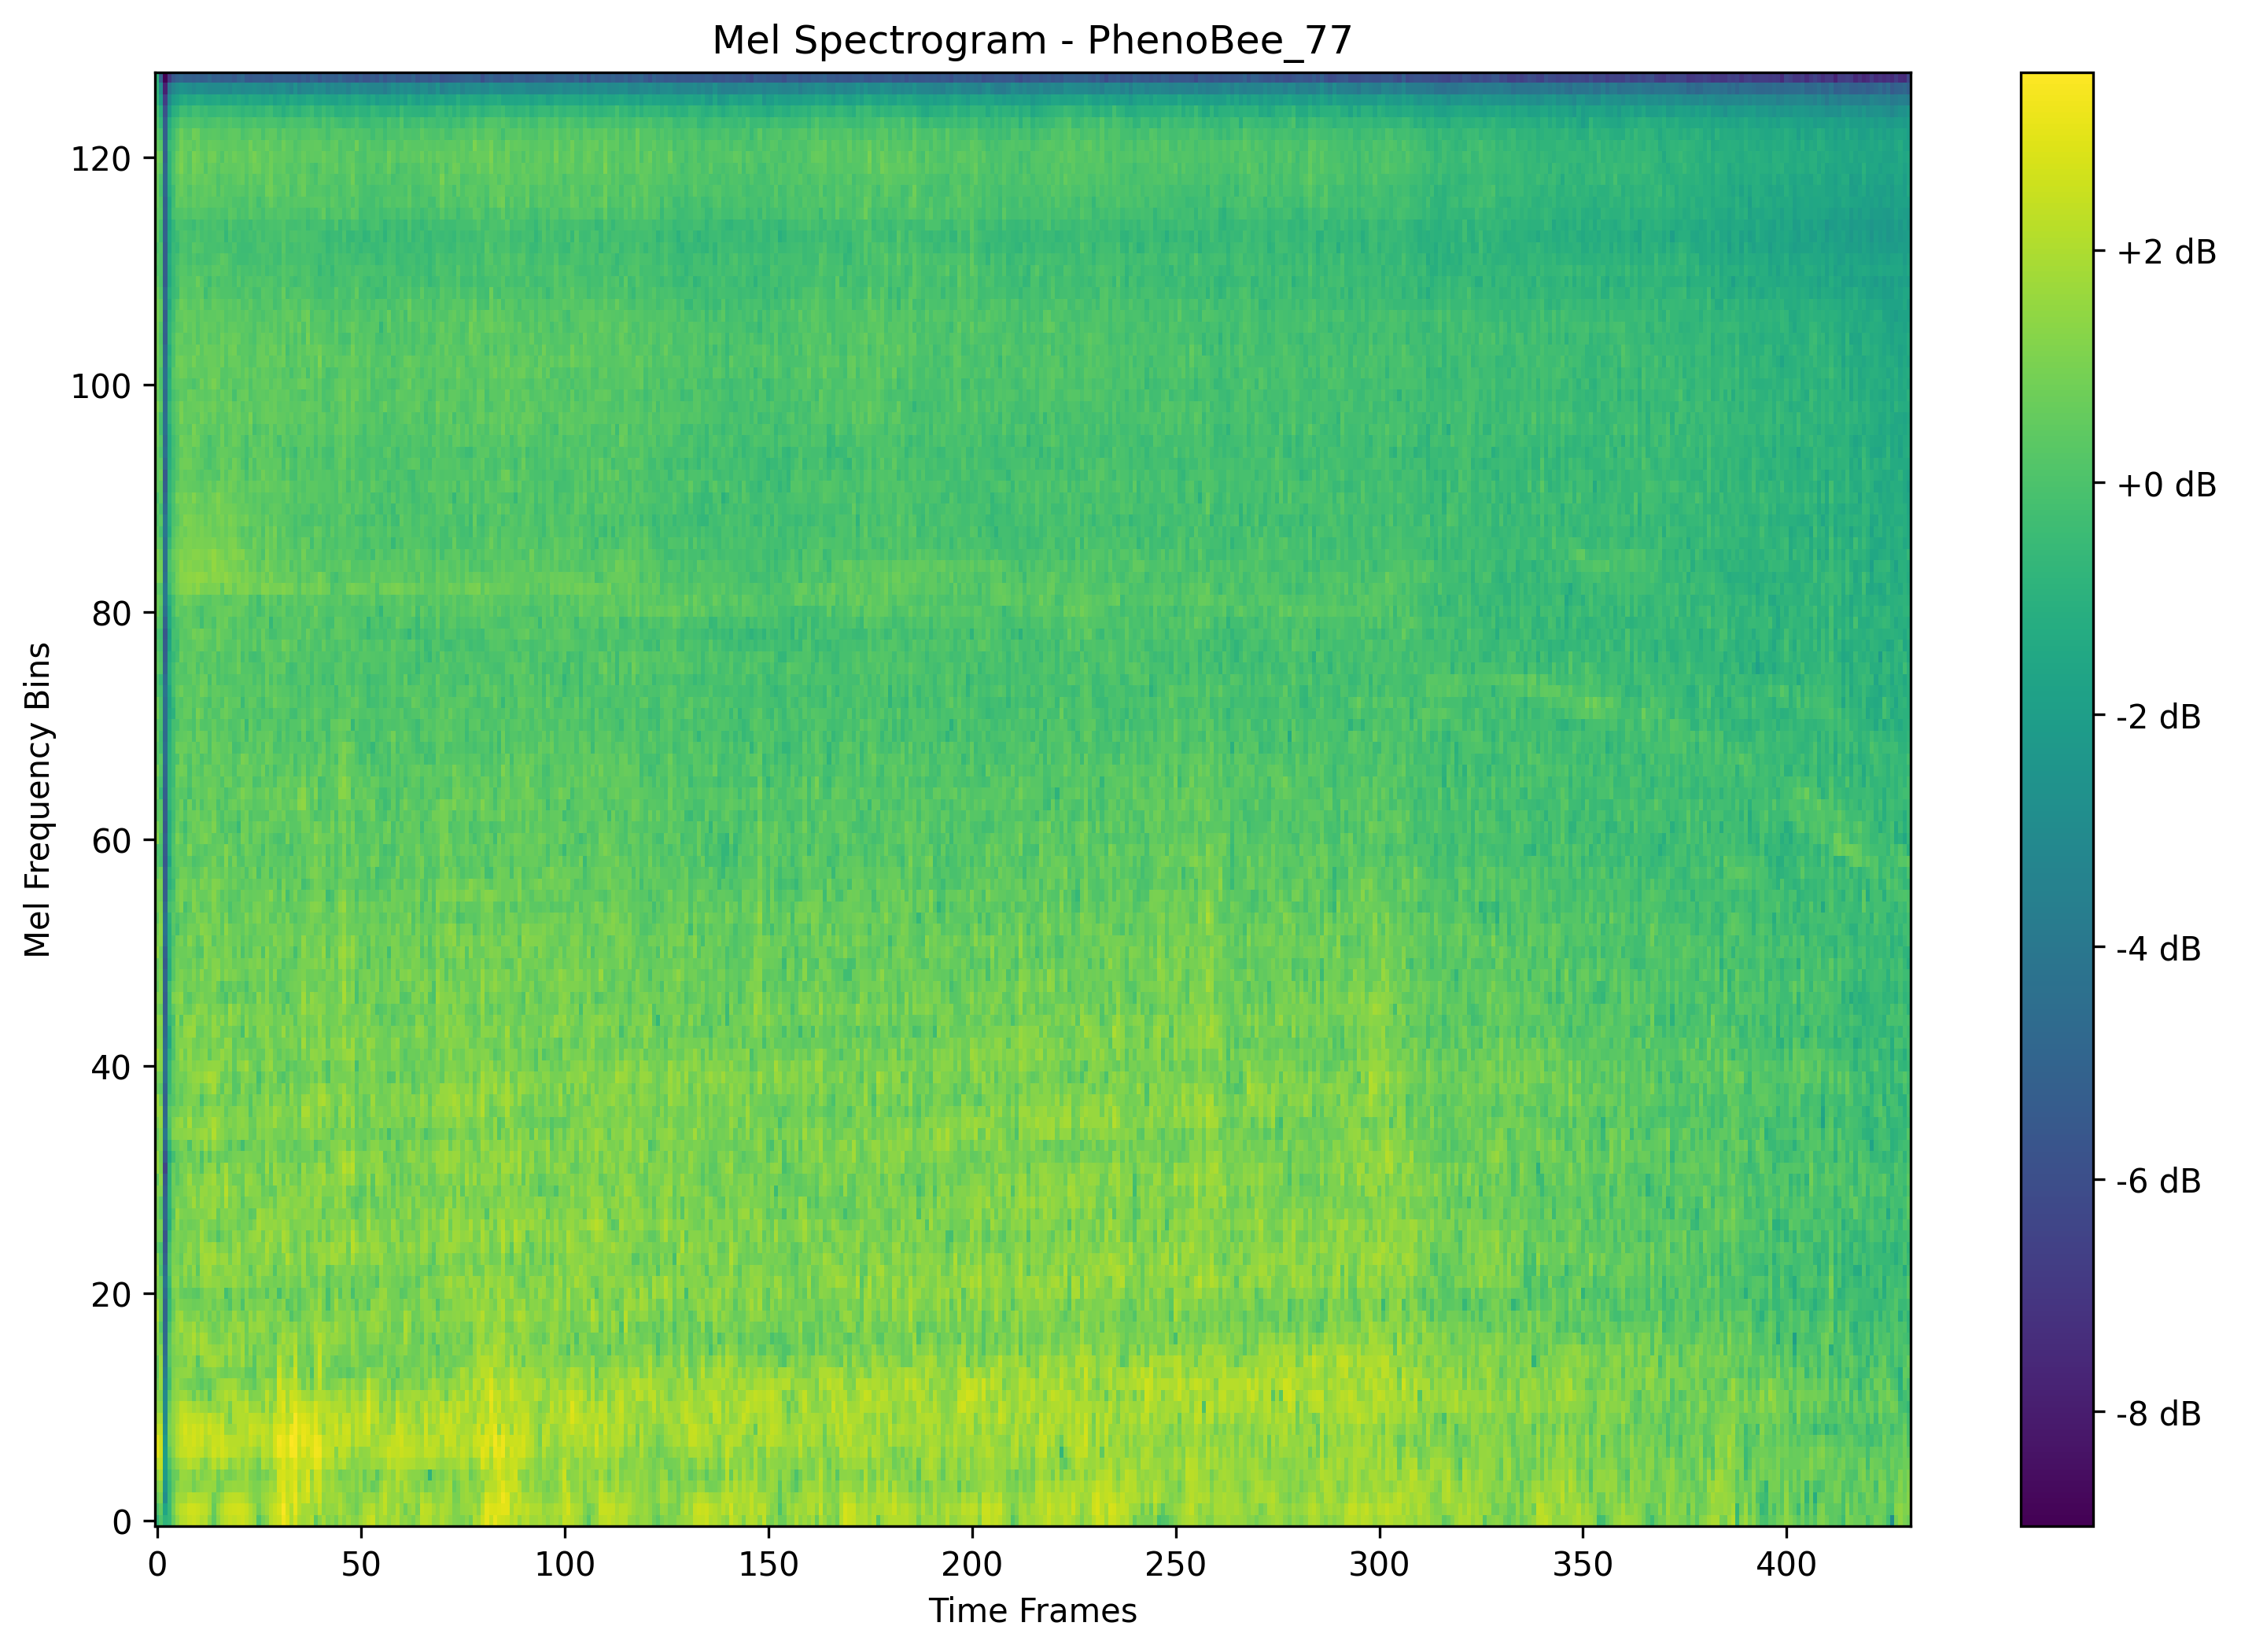 Mel Spectrogram - PhenoBee_77
Mel Frequency Bins
120
100
80
60
40
20
0
0 50 100 150 200 250 300 350 400
Time Frames
+2 dB
+0 dB
-2 dB
-4 dB
-6 dB
-8 dB